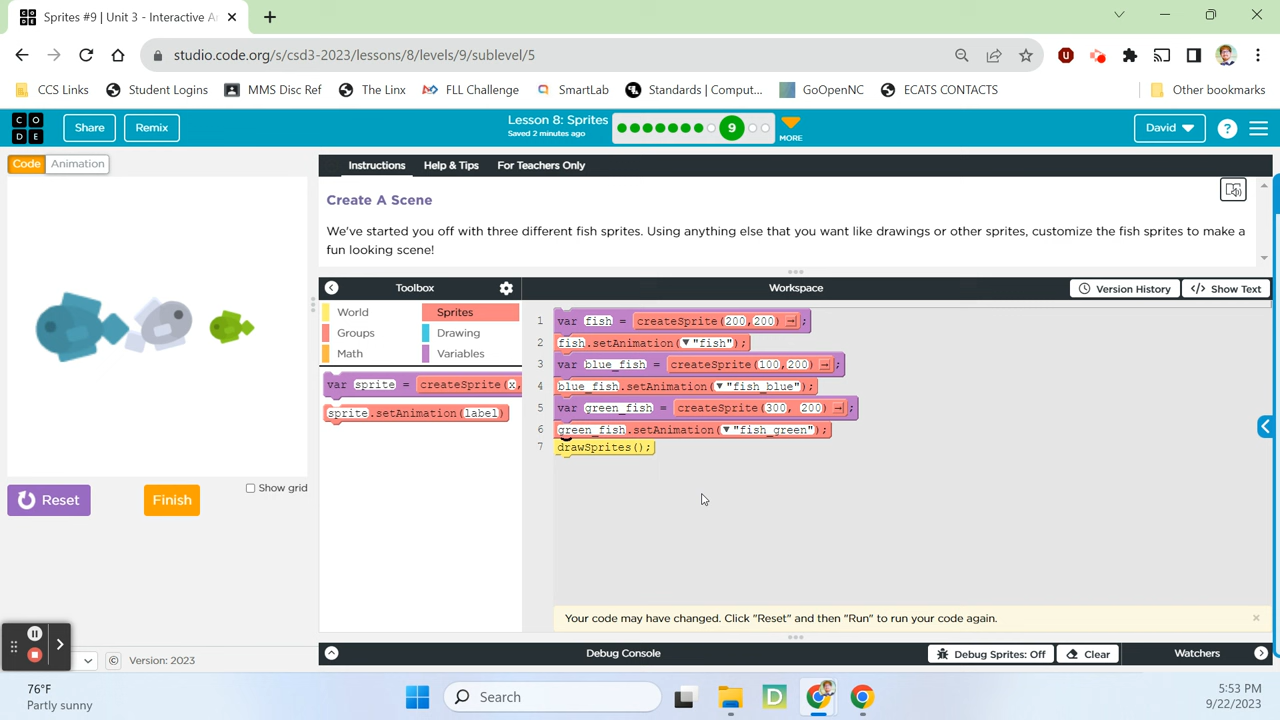 Sprites #9 | Unit 3 - Interactive Ar
studio.code.org/s/csd3-2023/lessons/8/levels/9/sublevel/5
CCS Links
Student Logins
MMS Disc Ref
The Linx
FLL Challenge
SmartLab
Standards | Comput...
GoOpenNC
ECATS CONTACTS
Other bookmarks
CODE
Share
Remix
Lesson 8: Sprites
Saved 2 minutes ago
9
MORE
David
?
Code
Animation
Instructions
Help & Tips
For Teachers Only
Create A Scene
We've started you off with three different fish sprites. Using anything else that you want like drawings or other sprites, customize the fish sprites to make a
fun looking scene!
Toolbox
Workspace
Version History
</> Show Text
World
Sprites
Groups
Drawing
Math
Variables
var sprite = createSprite(x,
sprite.setAnimation(label)
1 var fish = createSprite(200,200);
2 fish.setAnimation("fish");
3 var blue_fish = createSprite(100,200);
4 blue_fish.setAnimation("fish_blue");
5 var green_fish = createSprite(300, 200);
6 green_fish.setAnimation("fish_green");
7 drawSprites();
Reset
Finish
Show grid
Your code may have changed. Click "Reset" and then "Run" to run your code again.
Debug Console
Debug Sprites: Off
Clear
Watchers
© Version: 2023
76°F
Partly sunny
Search
D
5:53 PM
9/22/2023